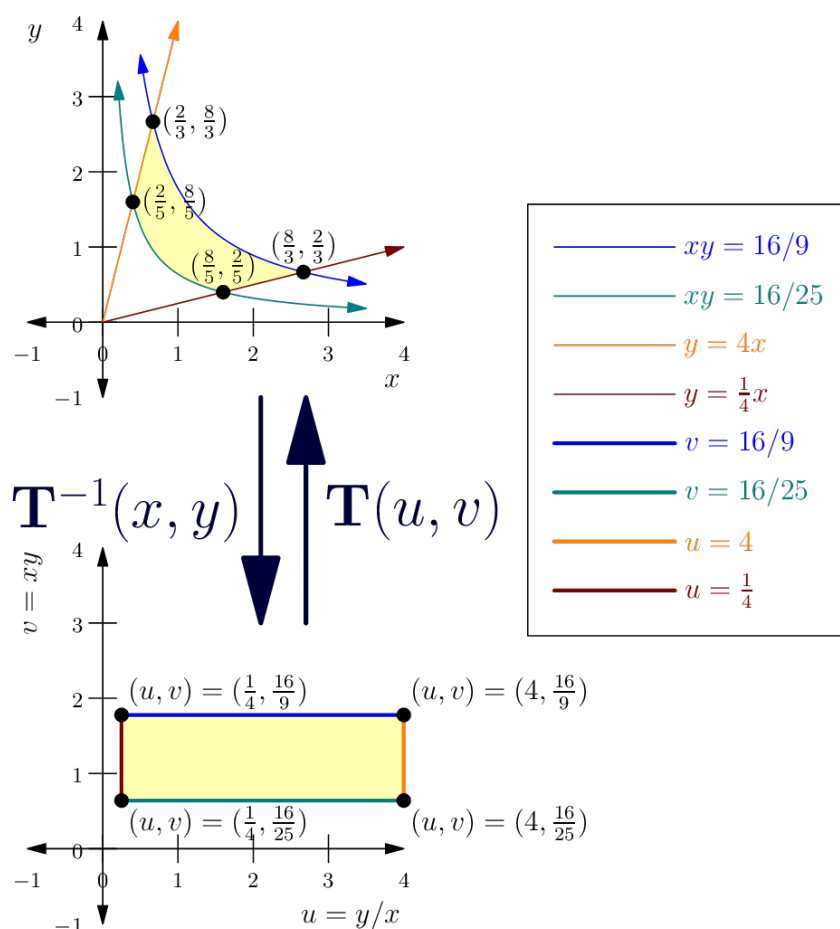 y
4
3
2
1
0
−1
−1 0 1 2 3 4
x
(2/3, 8/3)
(2/5, 8/5)
(8/3, 2/3)
(8/5, 2/5)
xy = 16/9
xy = 16/25
y = 4x
y = 1/4 x
v = 16/9
v = 16/25
u = 4
u = 1/4
T⁻¹(x, y)
T(u, v)
v = xy
4
3
2
1
0
−1
(u, v) = (1/4, 16/9)
(u, v) = (4, 16/9)
(u, v) = (1/4, 16/25)
(u, v) = (4, 16/25)
−1 0 1 2 3 4
u = y/x